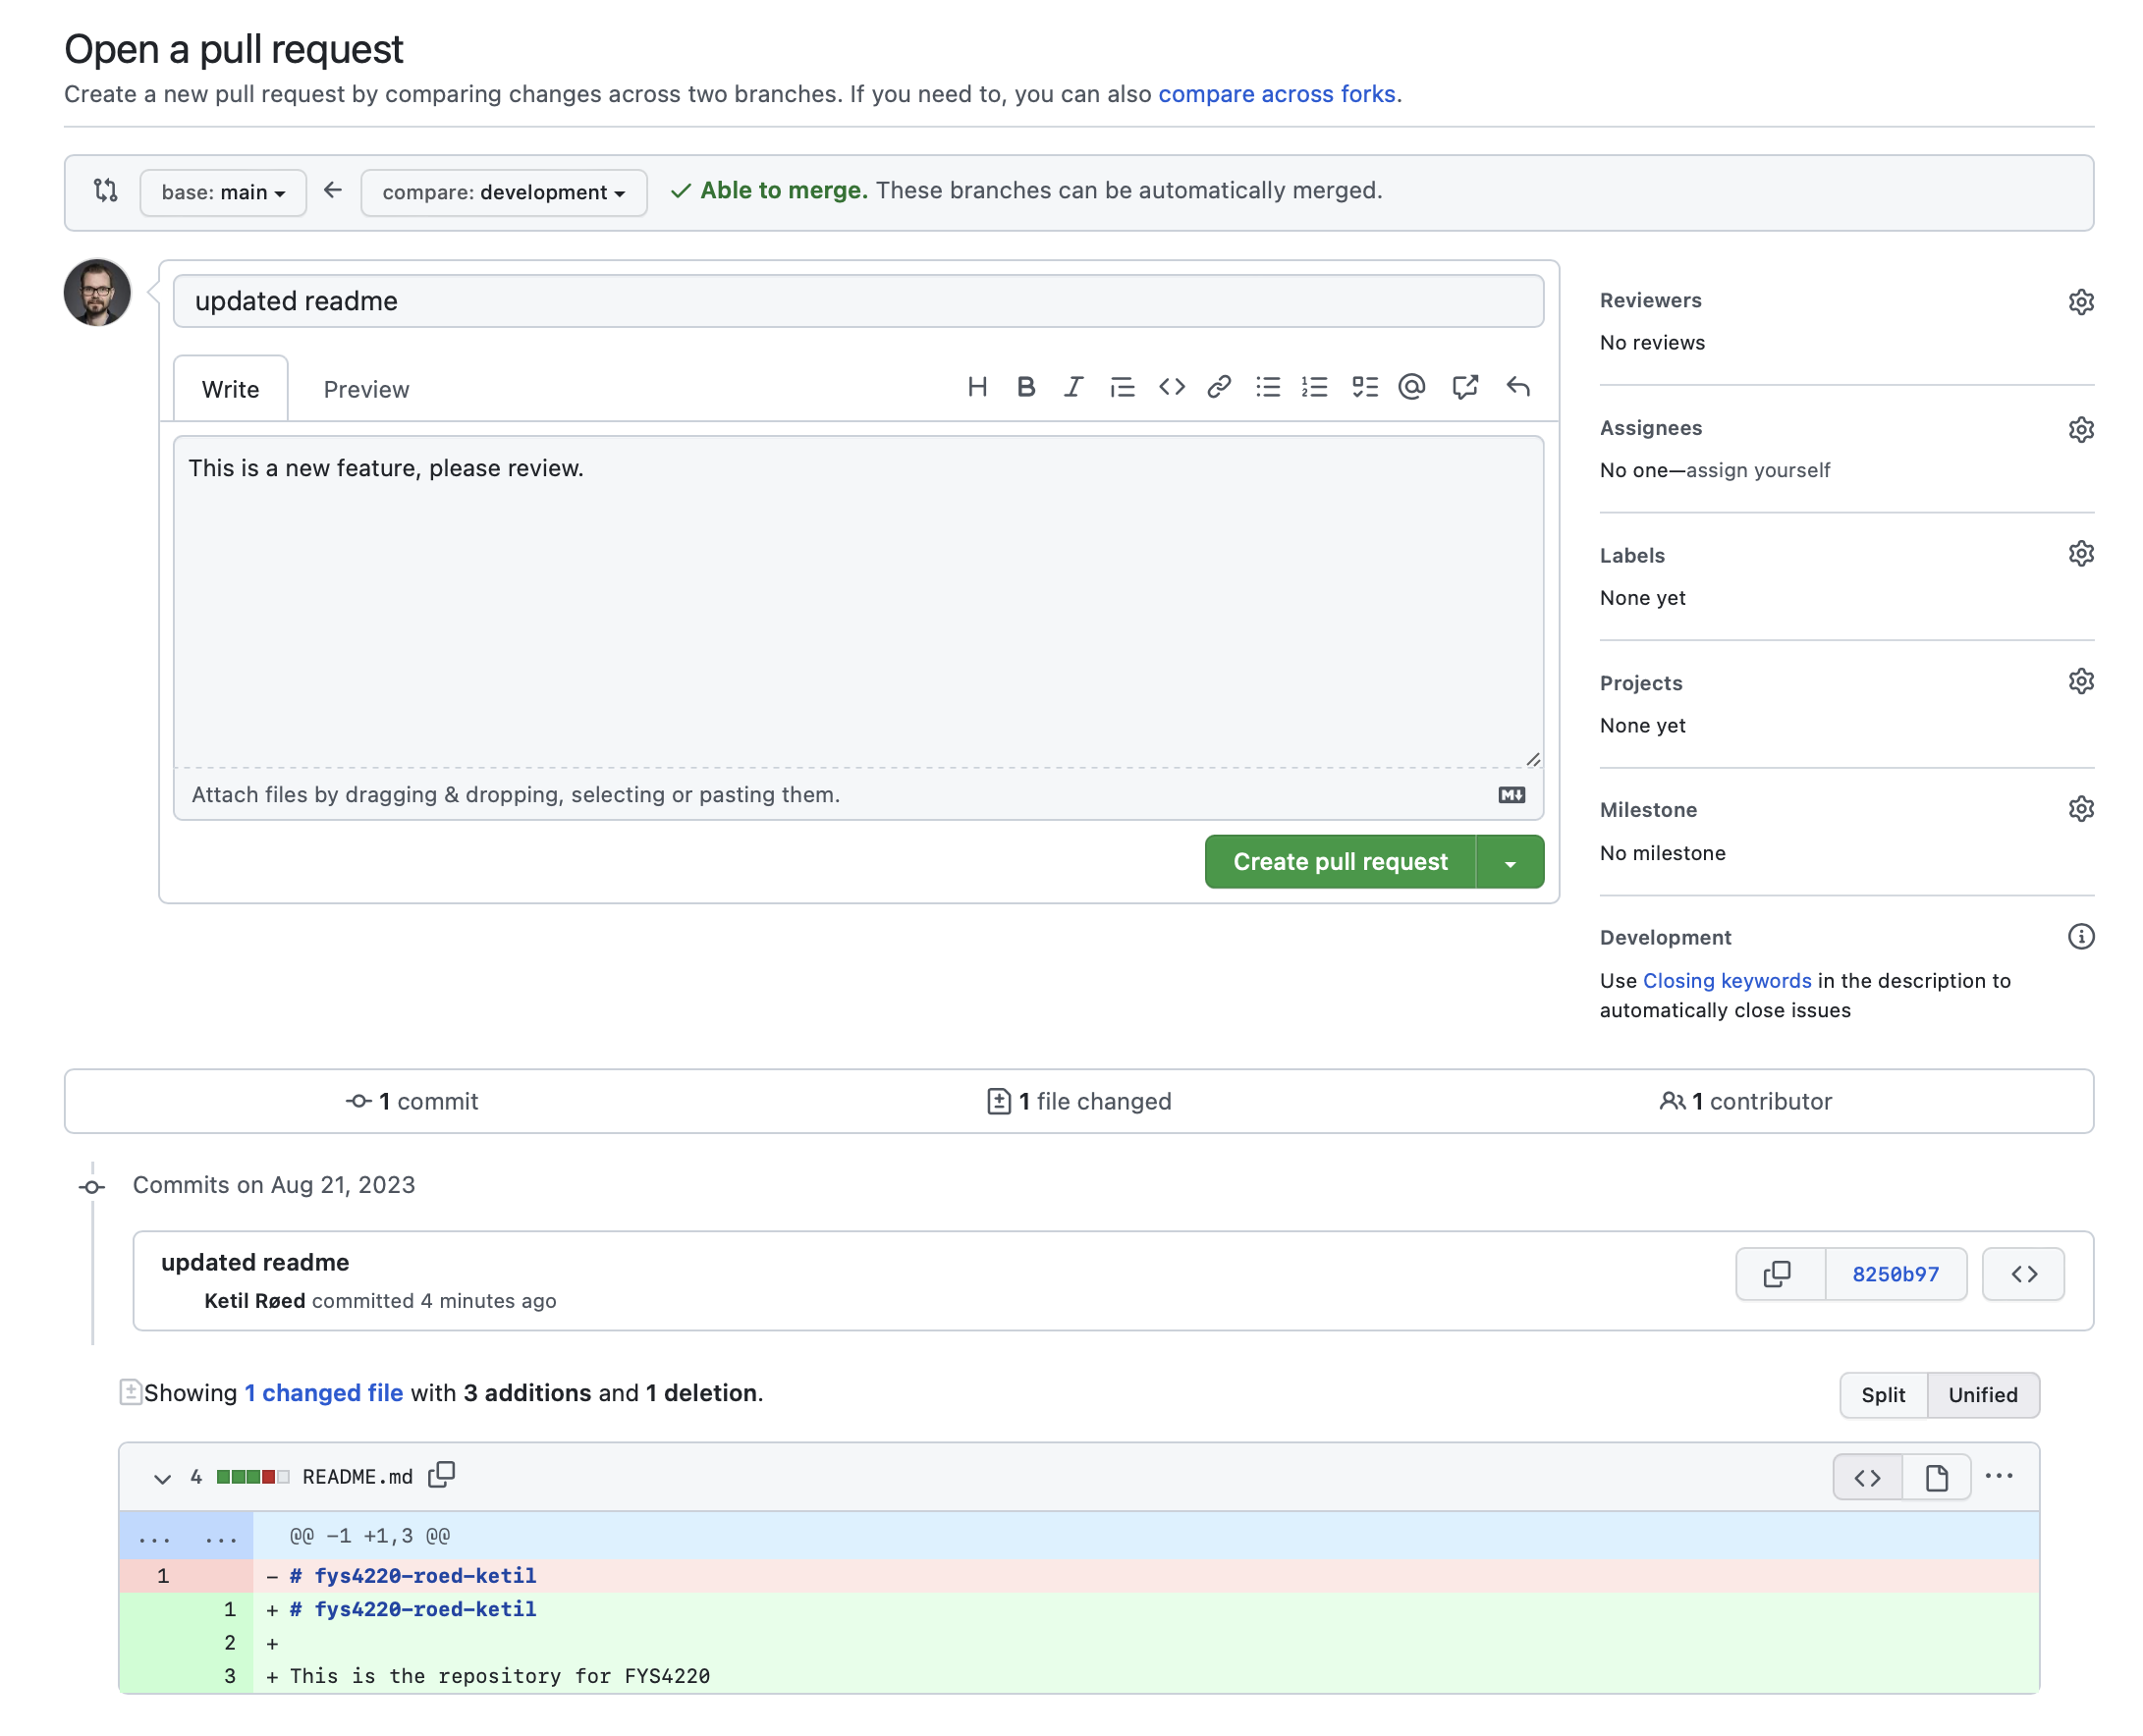 Open a pull request
Create a new pull request by comparing changes across two branches. If you need to, you can also compare across forks.
base: main
compare: development
Able to merge. These branches can be automatically merged.
updated readme
Write
Preview
This is a new feature, please review.
Attach files by dragging & dropping, selecting or pasting them.
Create pull request
Reviewers
No reviews
Assignees
No one—assign yourself
Labels
None yet
Projects
None yet
Milestone
No milestone
Development
Use Closing keywords in the description to
automatically close issues
1 commit
1 file changed
1 contributor
Commits on Aug 21, 2023
updated readme
8250b97
Ketil Røed committed 4 minutes ago
Showing 1 changed file with 3 additions and 1 deletion.
Split
Unified
4 README.md
... ... @@ -1 +1,3 @@
1 - # fys4220-roed-ketil
1 + # fys4220-roed-ketil
2 +
3 + This is the repository for FYS4220